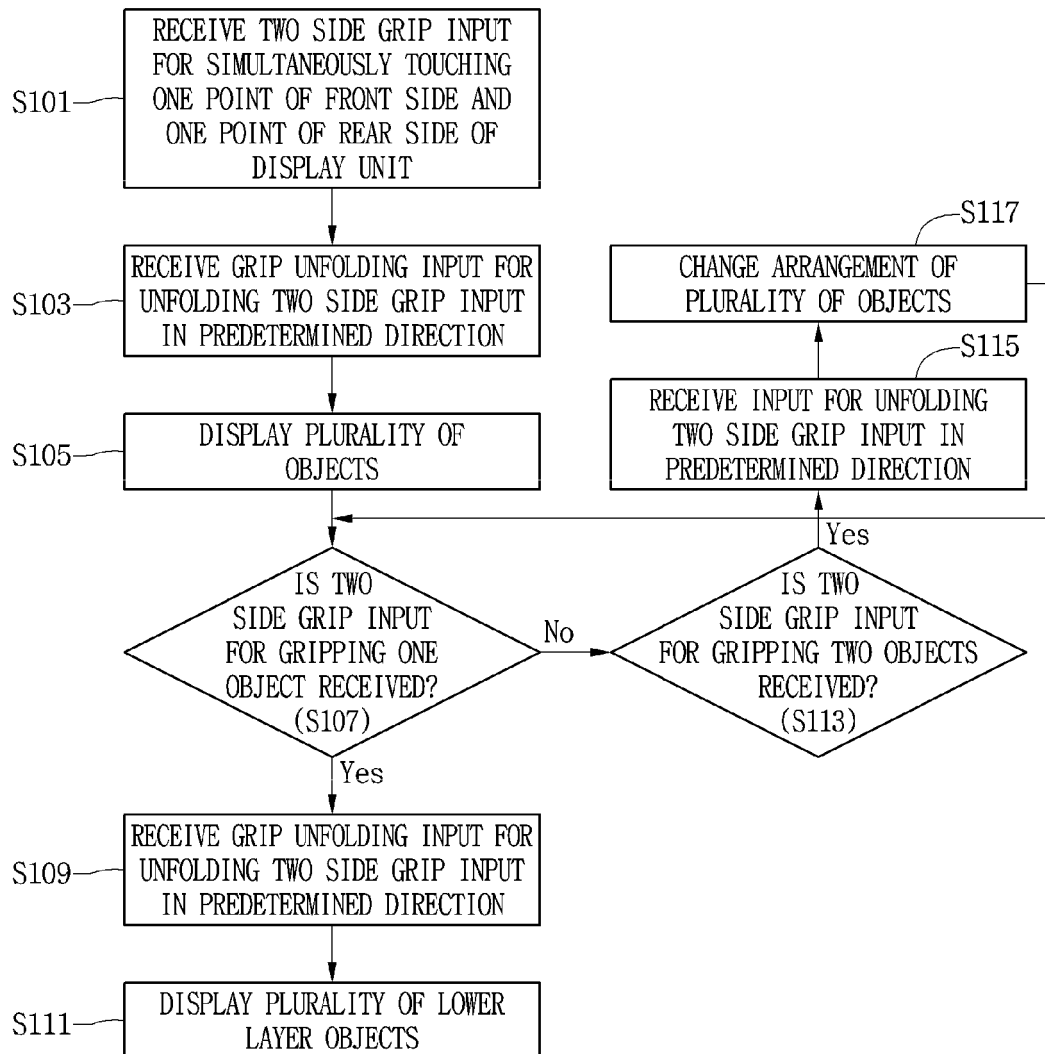 RECEIVE TWO SIDE GRIP INPUT
FOR SIMULTANEOUSLY TOUCHING
ONE POINT OF FRONT SIDE AND
ONE POINT OF REAR SIDE OF
DISPLAY UNIT
S101
RECEIVE GRIP UNFOLDING INPUT FOR
UNFOLDING TWO SIDE GRIP INPUT
IN PREDETERMINED DIRECTION
S103
DISPLAY PLURALITY OF
OBJECTS
S105
IS TWO
SIDE GRIP INPUT
FOR GRIPPING ONE
OBJECT RECEIVED?
(S107)
No
Yes
RECEIVE GRIP UNFOLDING INPUT FOR
UNFOLDING TWO SIDE GRIP INPUT
IN PREDETERMINED DIRECTION
S109
DISPLAY PLURALITY OF LOWER
LAYER OBJECTS
S111
S117
CHANGE ARRANGEMENT OF
PLURALITY OF OBJECTS
S115
RECEIVE INPUT FOR UNFOLDING
TWO SIDE GRIP INPUT IN
PREDETERMINED DIRECTION
Yes
IS TWO
SIDE GRIP INPUT
FOR GRIPPING TWO OBJECTS
RECEIVED?
(S113)